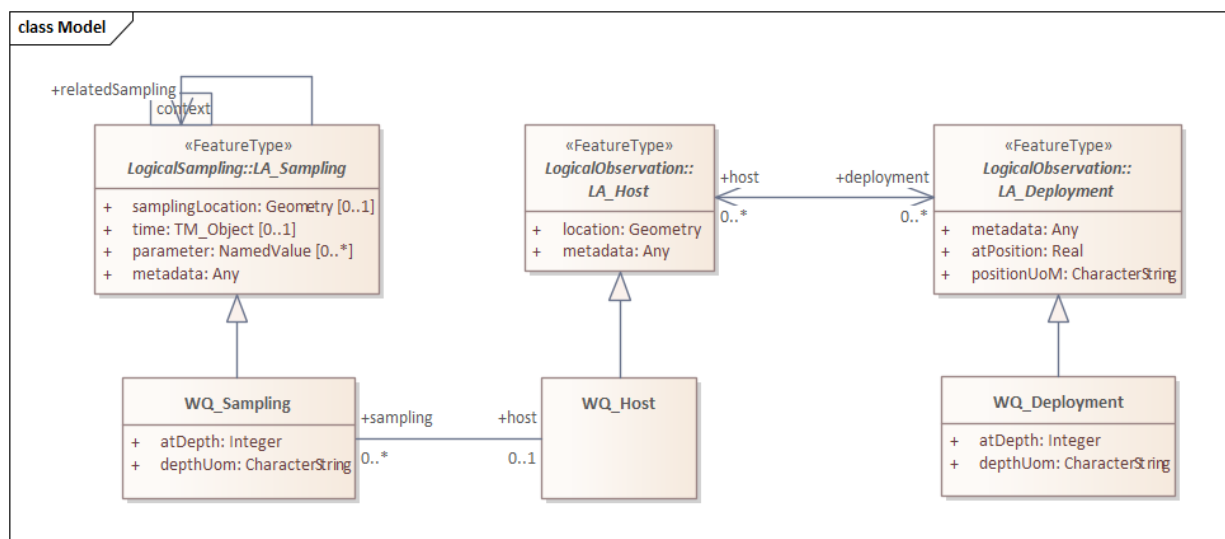 class Model
+relatedSampling
context
«FeatureType»
LogicalSampling::LA_Sampling
+ samplingLocation: Geometry [0..1]
+ time: TM_Object [0..1]
+ parameter: NamedValue [0..*]
+ metadata: Any
«FeatureType»
LogicalObservation::
LA_Host
+ location: Geometry
+ metadata: Any
+host
0..*
+deployment
0..*
«FeatureType»
LogicalObservation::
LA_Deployment
+ metadata: Any
+ atPosition: Real
+ positionUoM: CharacterString
WQ_Sampling
+ atDepth: Integer
+ depthUom: CharacterString
+sampling
0..*
+host
0..1
WQ_Host
WQ_Deployment
+ atDepth: Integer
+ depthUom: CharacterString